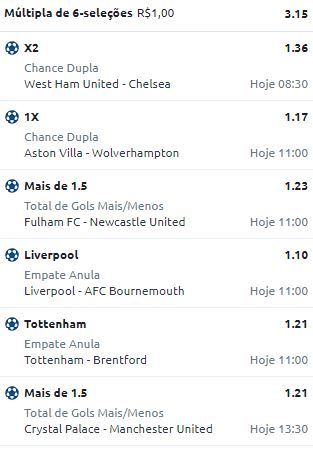 Múltipla de 6-seleções R$1,00 3.15
X2 1.36
Chance Dupla
West Ham United - Chelsea Hoje 08:30
1X 1.17
Chance Dupla
Aston Villa - Wolverhampton Hoje 11:00
Mais de 1.5 1.23
Total de Gols Mais/Menos
Fulham FC - Newcastle United Hoje 11:00
Liverpool 1.10
Empate Anula
Liverpool - AFC Bournemouth Hoje 11:00
Tottenham 1.21
Empate Anula
Tottenham - Brentford Hoje 11:00
Mais de 1.5 1.21
Total de Gols Mais/Menos
Crystal Palace - Manchester United Hoje 13:30